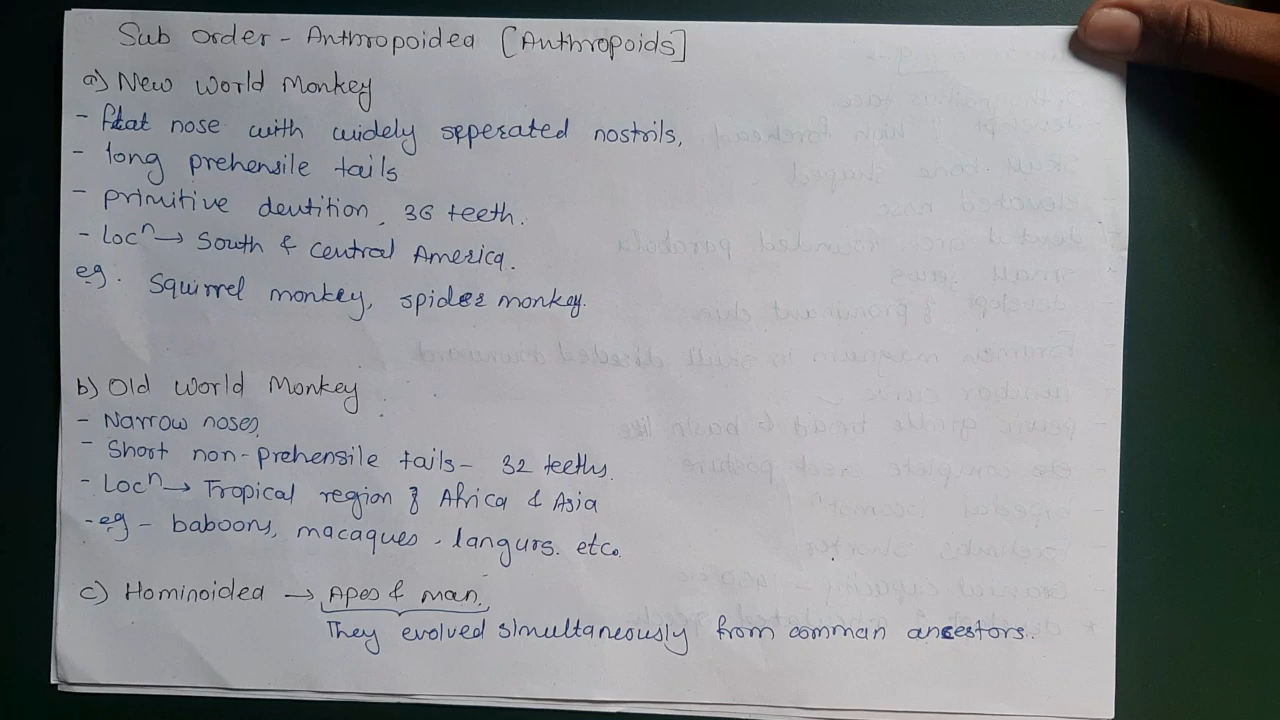 Sub order - Anthropoidea [Anthropoids]
a) New World Monkey
- flat nose with widely seperated nostrils,
- long prehensile tails
- primitive dentition, 36 teeth.
- Locⁿ → South & Central America.
eg. Squirrel monkey, spider monkey.
b) Old World Monkey
- Narrow noses,
- Short non-prehensile tails - 32 teeths.
- Locⁿ → Tropical region of Africa & Asia
- eg - baboons, macaques, langurs. etc.
c) Hominoidea → Apes & man.
They evolved simultaneously from comman ancestors.